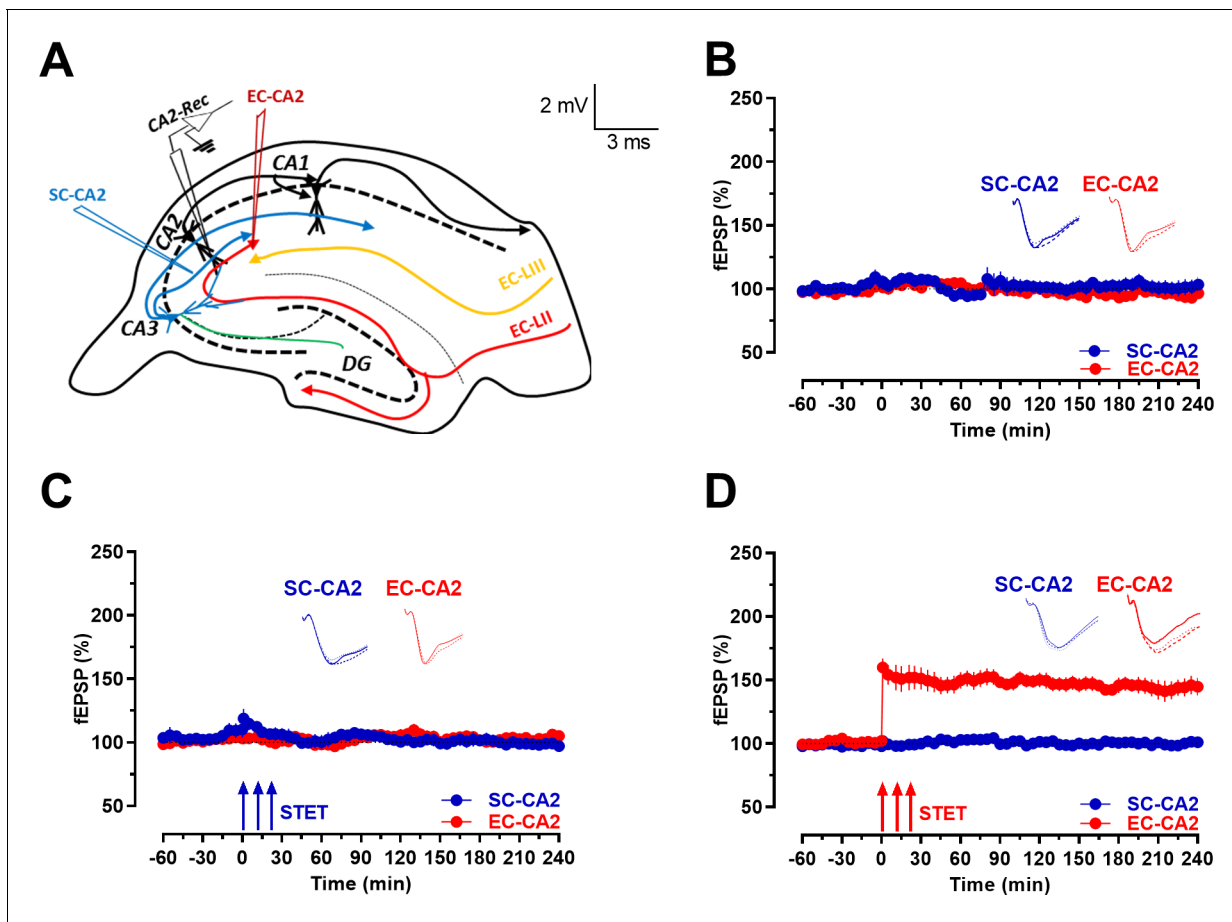 A
CA2-Rec
EC-CA2
2 mV
3 ms
SC-CA2
CA1
CA2
EC-LIII
EC-LII
CA3
DG
B
250
200
150
100
50
fEPSP (%)
SC-CA2 EC-CA2
SC-CA2
EC-CA2
-60 -30 0 30 60 90 120 150 180 210 240
Time (min)
C
250
200
150
100
50
fEPSP (%)
SC-CA2 EC-CA2
STET
SC-CA2
EC-CA2
-60 -30 0 30 60 90 120 150 180 210 240
Time (min)
D
250
200
150
100
50
fEPSP (%)
SC-CA2 EC-CA2
STET
SC-CA2
EC-CA2
-60 -30 0 30 60 90 120 150 180 210 240
Time (min)